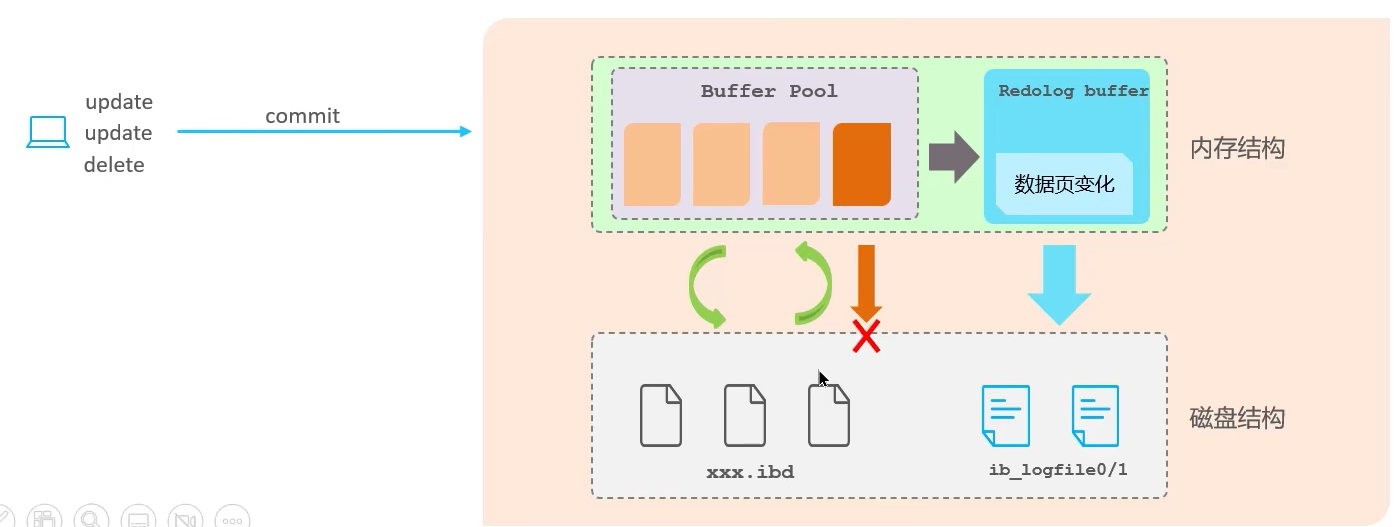 update
update
delete
commit
Buffer Pool
Redolog buffer
数据页变化
内存结构
xxx.ibd
ib_logfile0/1
磁盘结构